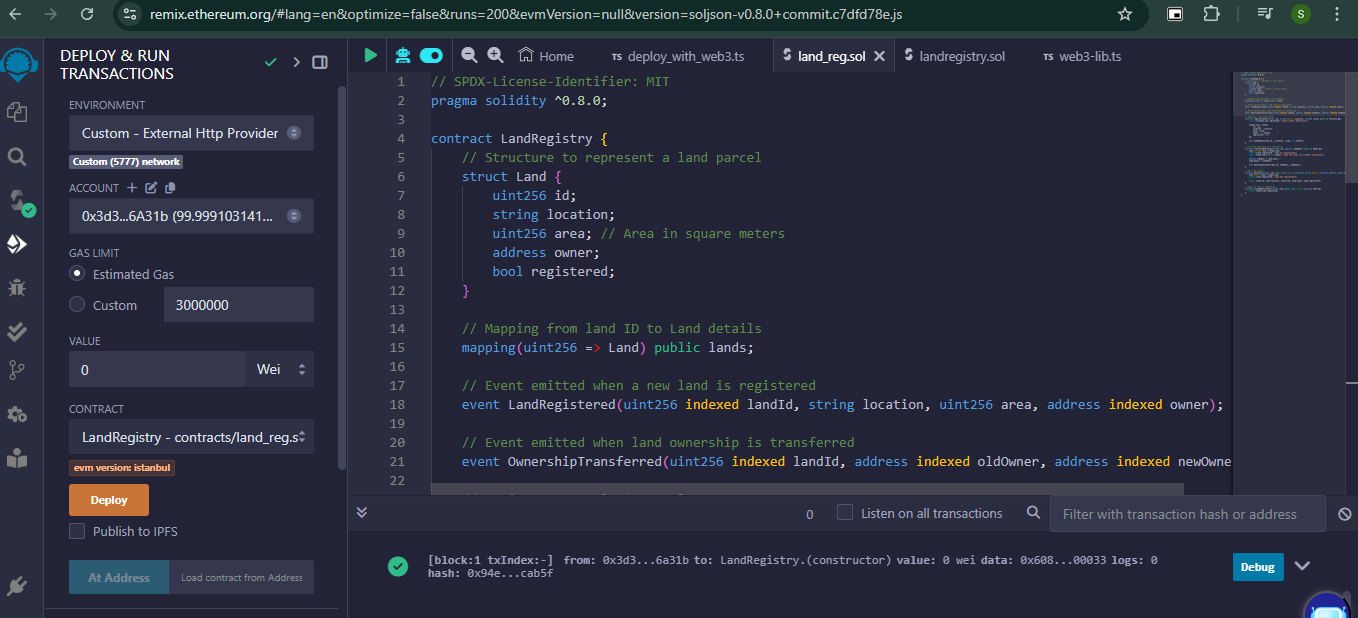 remix.ethereum.org/#lang=en&optimize=false&runs=200&evmVersion=null&version=soljson-v0.8.0+commit.c7dfd78e.js
S
DEPLOY & RUN
TRANSACTIONS
ENVIRONMENT
Custom - External Http Provider
Custom (5777) network
ACCOUNT
0x3d3...6A31b (99.999103141...
GAS LIMIT
Estimated Gas
Custom
3000000
VALUE
0
Wei
CONTRACT
LandRegistry - contracts/land_reg.s
evm version: istanbul
Deploy
Publish to IPFS
At Address
Load contract from Address
Home
TS deploy_with_web3.ts
land_reg.sol
landregistry.sol
TS web3-lib.ts
1 // SPDX-License-Identifier: MIT
2 pragma solidity ^0.8.0;
3
4 contract LandRegistry {
5 // Structure to represent a land parcel
6 struct Land {
7 uint256 id;
8 string location;
9 uint256 area; // Area in square meters
10 address owner;
11 bool registered;
12 }
13
14 // Mapping from land ID to Land details
15 mapping(uint256 => Land) public lands;
16
17 // Event emitted when a new land is registered
18 event LandRegistered(uint256 indexed landId, string location, uint256 area, address indexed owner);
19
20 // Event emitted when land ownership is transferred
21 event OwnershipTransferred(uint256 indexed landId, address indexed oldOwner, address indexed newOwne
22
0
Listen on all transactions
Filter with transaction hash or address
[block:1 txIndex:-] from: 0x3d3...6a31b to: LandRegistry.(constructor) value: 0 wei data: 0x608...00033 logs: 0
hash: 0x94e...cab5f
Debug